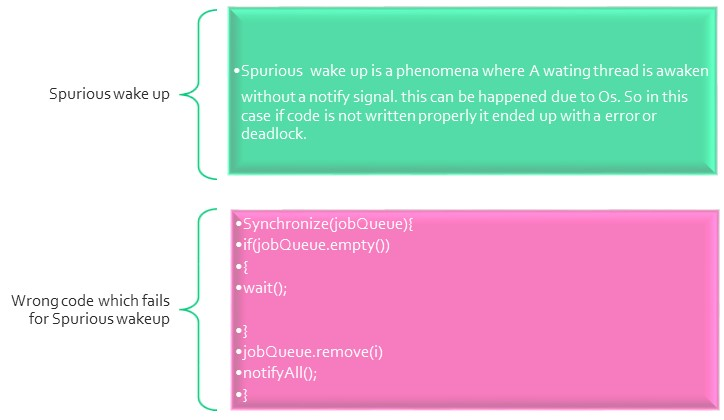 Spurious wake up
•Spurious wake up is a phenomena where A wating thread is awaken
without a notify signal. this can be happened due to Os. So in this
case if code is not written properly it ended up with a error or
deadlock.
Wrong code which fails
for Spurious wakeup
•Synchronize(jobQueue){
•if(jobQueue.empty())
•{
•wait();
•}
•jobQueue.remove(i)
•notifyAll();
•}